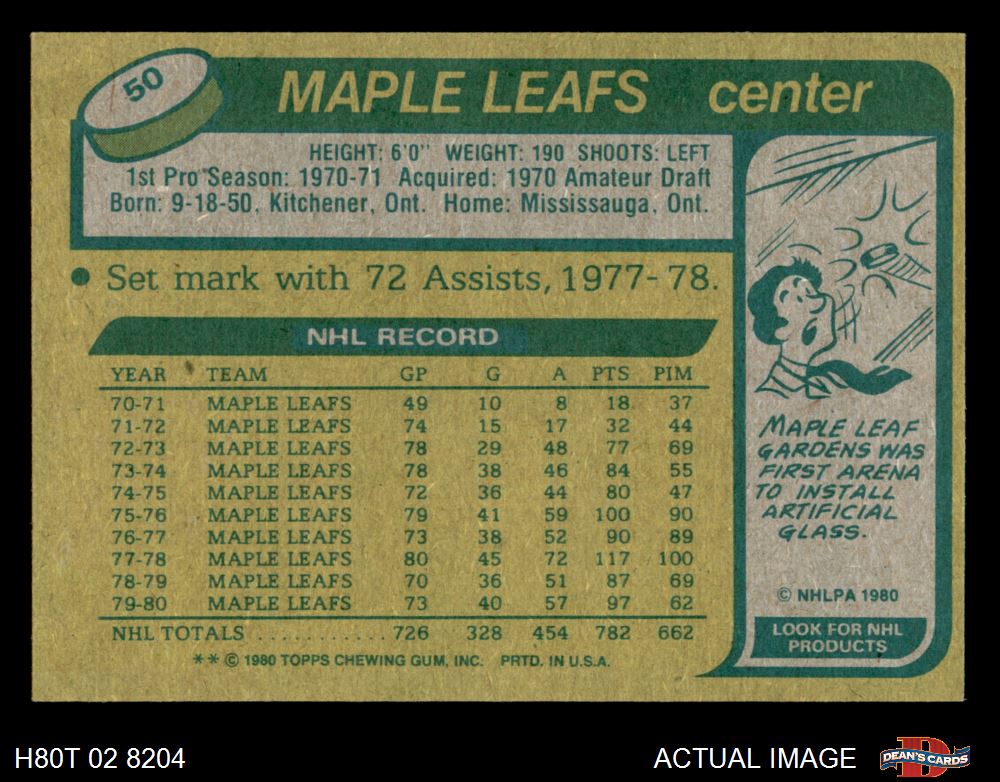 50
MAPLE LEAFS center
HEIGHT: 6'0" WEIGHT: 190 SHOOTS: LEFT
1st Pro Season: 1970-71 Acquired: 1970 Amateur Draft
Born: 9-18-50, Kitchener, Ont. Home: Mississauga, Ont.
• Set mark with 72 Assists, 1977-78.
NHL RECORD
YEAR TEAM GP G A PTS PIM
70-71 MAPLE LEAFS 49 10 8 18 37
71-72 MAPLE LEAFS 74 15 17 32 44
72-73 MAPLE LEAFS 78 29 48 77 69
73-74 MAPLE LEAFS 78 38 46 84 55
74-75 MAPLE LEAFS 72 36 44 80 47
75-76 MAPLE LEAFS 79 41 59 100 90
76-77 MAPLE LEAFS 73 38 52 90 89
77-78 MAPLE LEAFS 80 45 72 117 100
78-79 MAPLE LEAFS 70 36 51 87 69
79-80 MAPLE LEAFS 73 40 57 97 62
NHL TOTALS ........... 726 328 454 782 662
** © 1980 TOPPS CHEWING GUM, INC. PRTD. IN U.S.A.
MAPLE LEAF
GARDENS WAS
FIRST ARENA
TO INSTALL
ARTIFICIAL
GLASS.
© NHLPA 1980
LOOK FOR NHL
PRODUCTS
H80T 02 8204
ACTUAL IMAGE
D
DEAN'S CARDS